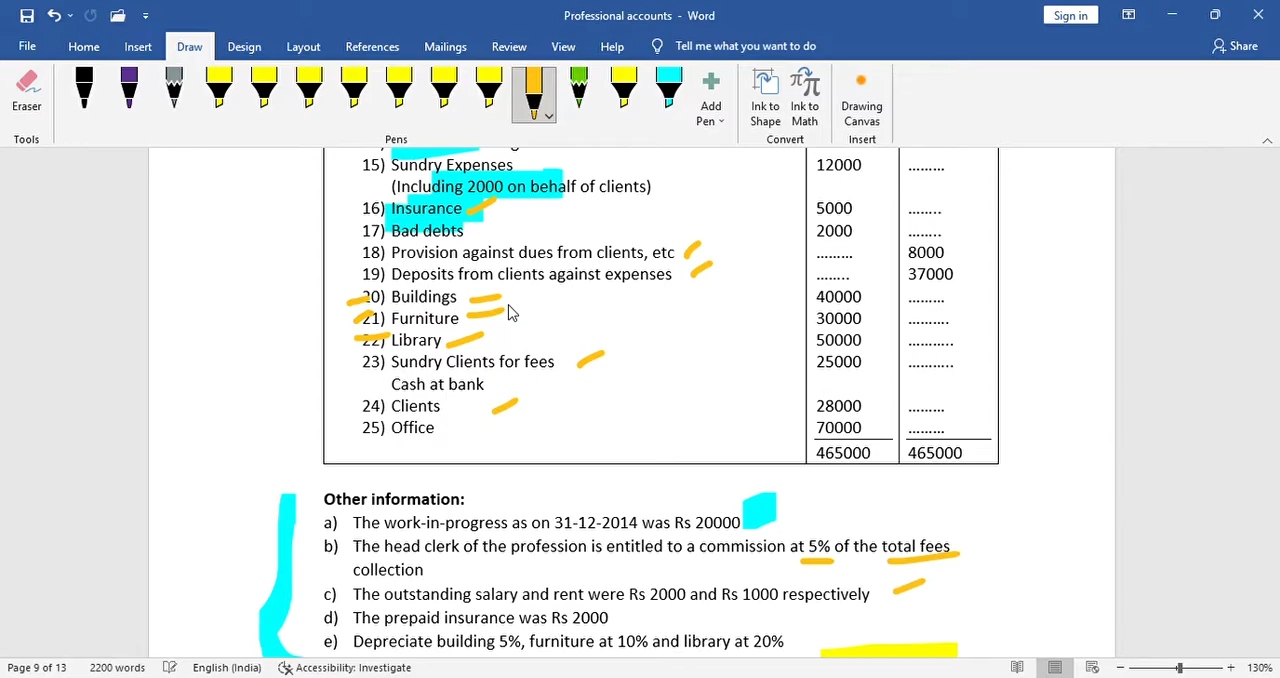 Professional accounts - Word
Sign in
File Home Insert Draw Design Layout References Mailings Review View Help Tell me what you want to do Share
Eraser
Add Pen
Ink to Shape
Ink to Math
Drawing Canvas
Tools Pens Convert Insert
15) Sundry Expenses 12000 .........
(Including 2000 on behalf of clients)
16) Insurance 5000 ........
17) Bad debts 2000 ........
18) Provision against dues from clients, etc ......... 8000
19) Deposits from clients against expenses ........ 37000
20) Buildings 40000 .........
21) Furniture 30000 ..........
22) Library 50000 ...........
23) Sundry Clients for fees 25000 ...........
Cash at bank
24) Clients 28000 .........
25) Office 70000 .........
465000 465000
Other information:
a) The work-in-progress as on 31-12-2014 was Rs 20000
b) The head clerk of the profession is entitled to a commission at 5% of the total fees
collection
c) The outstanding salary and rent were Rs 2000 and Rs 1000 respectively
d) The prepaid insurance was Rs 2000
e) Depreciate building 5%, furniture at 10% and library at 20%
Page 9 of 13 2200 words English (India) Accessibility: Investigate 130%